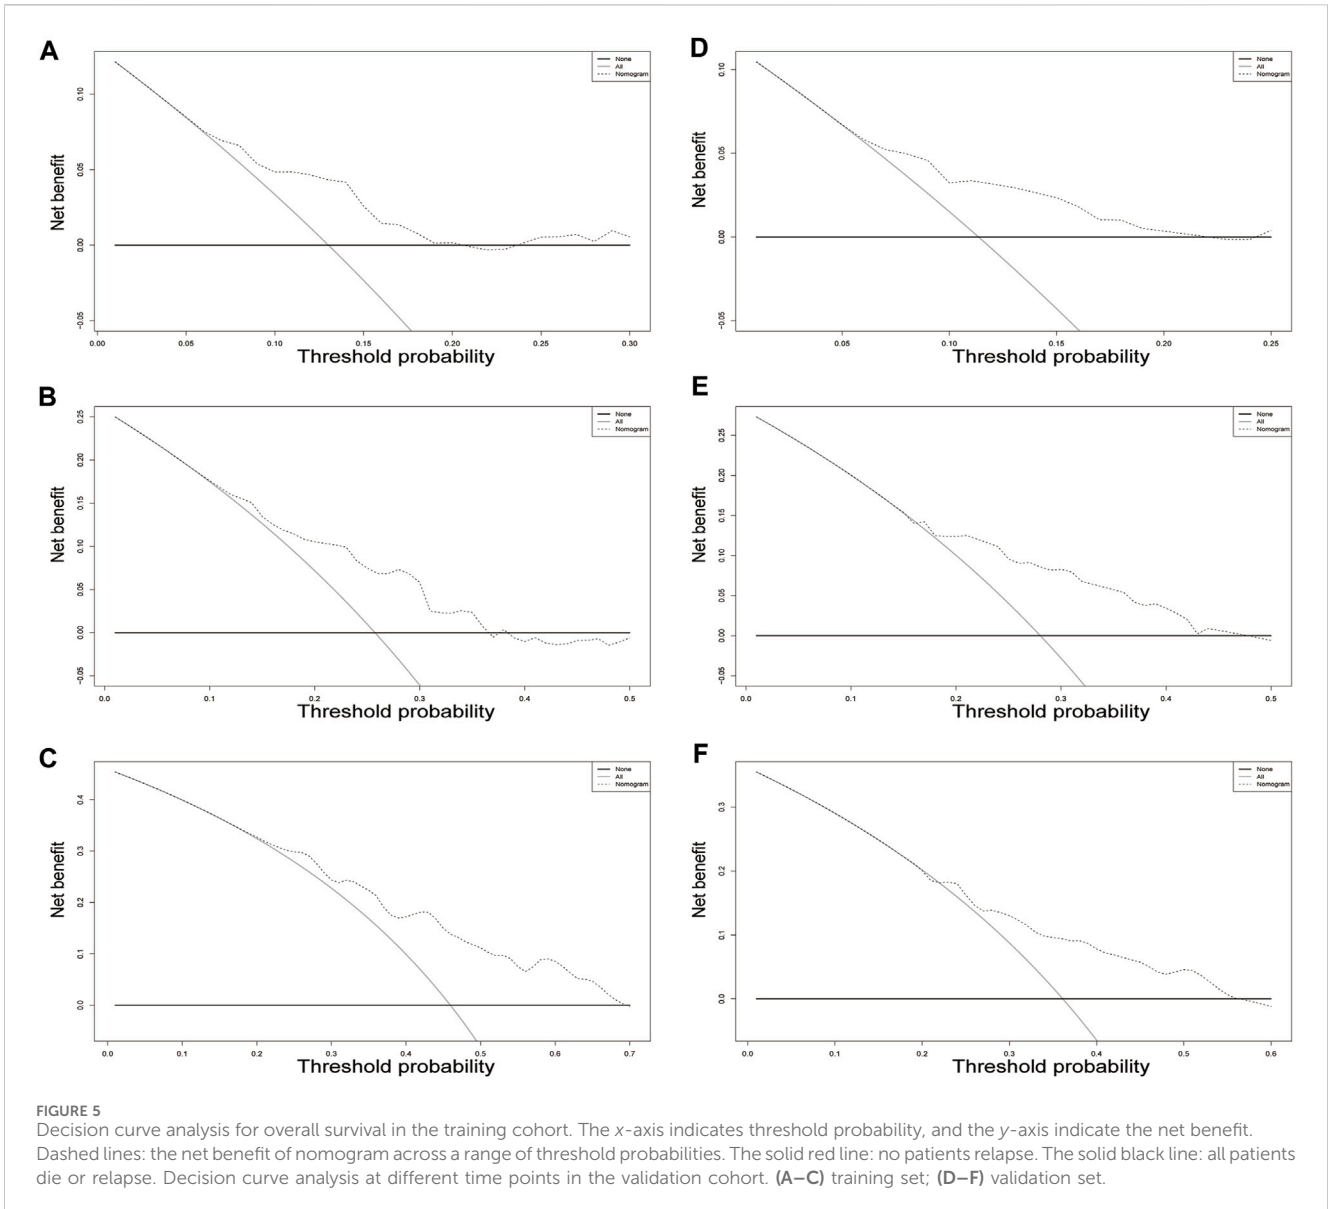 A
None
All
Nomogram
Net benefit
0.10
0.05
0.00
-0.05
0.00 0.05 0.10 0.15 0.20 0.25 0.30
Threshold probability
D
None
All
Nomogram
Net benefit
0.10
0.05
0.00
-0.05
0.05 0.10 0.15 0.20 0.25
Threshold probability
B
None
All
Nomogram
Net benefit
0.25
0.20
0.15
0.10
0.05
0.00
-0.05
0.0 0.1 0.2 0.3 0.4 0.5
Threshold probability
E
None
All
Nomogram
Net benefit
0.25
0.20
0.15
0.10
0.05
0.00
-0.05
0.0 0.1 0.2 0.3 0.4 0.5
Threshold probability
C
None
All
Nomogram
Net benefit
0.4
0.3
0.2
0.1
0.0
0.0 0.1 0.2 0.3 0.4 0.5 0.6 0.7
Threshold probability
F
None
All
Nomogram
Net benefit
0.3
0.2
0.1
0.0
0.0 0.1 0.2 0.3 0.4 0.5 0.6
Threshold probability
FIGURE 5
Decision curve analysis for overall survival in the training cohort. The x-axis indicates threshold probability, and the y-axis indicate the net benefit.
Dashed lines: the net benefit of nomogram across a range of threshold probabilities. The solid red line: no patients relapse. The solid black line: all patients
die or relapse. Decision curve analysis at different time points in the validation cohort. (A–C) training set; (D–F) validation set.